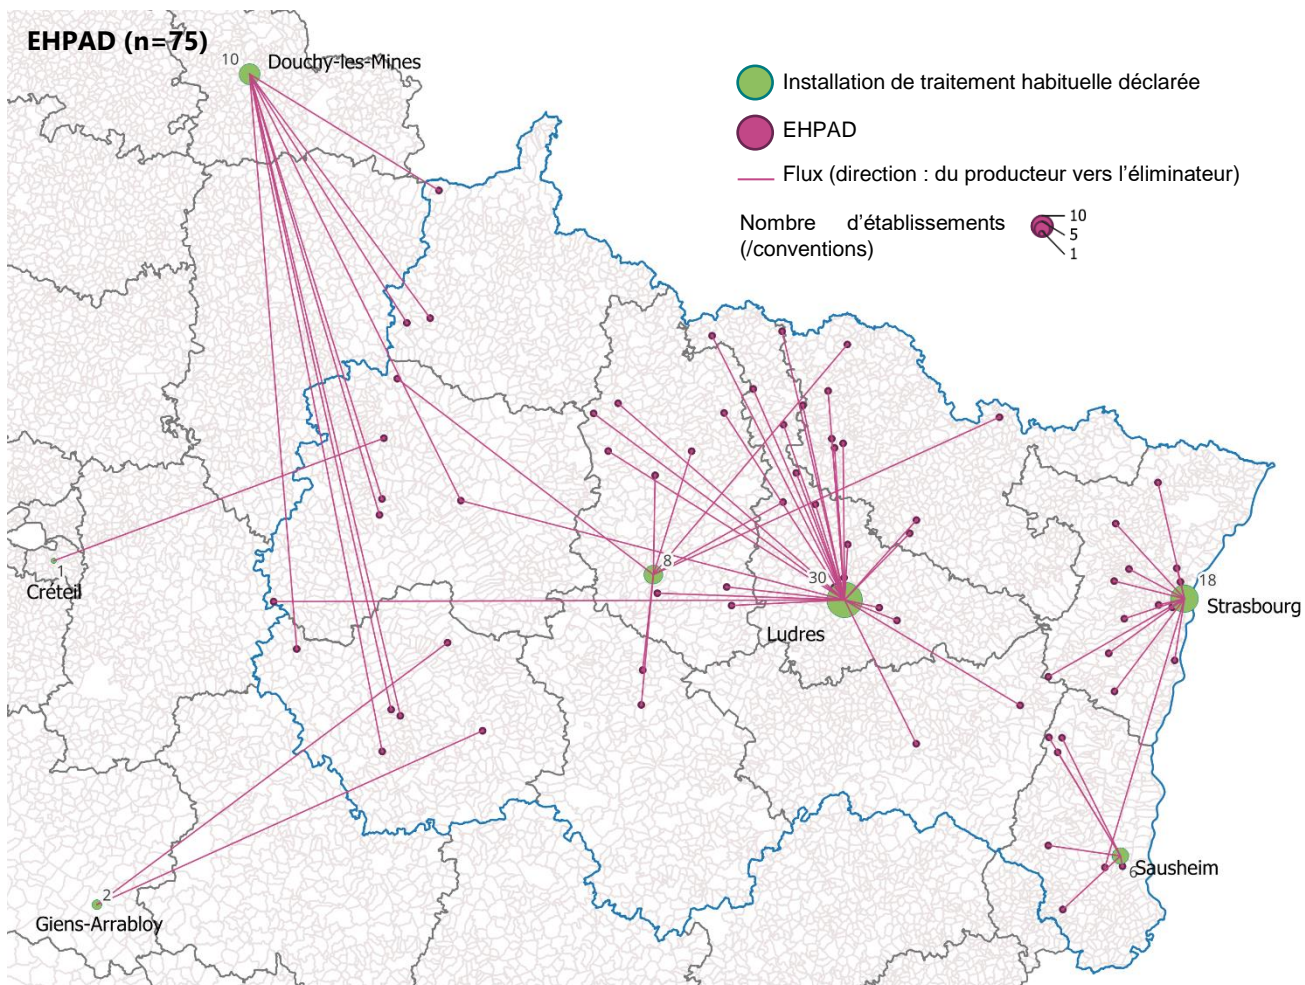 EHPAD (n=75)
10
Douchy-les-Mines
Installation de traitement habituelle déclarée
EHPAD
Flux (direction : du producteur vers l’éliminateur)
Nombre d’établissements
(/conventions)
10
5
1
8
30
Ludres
18
Strasbourg
1
Créteil
6
Sausheim
2
Giens-Arrabloy